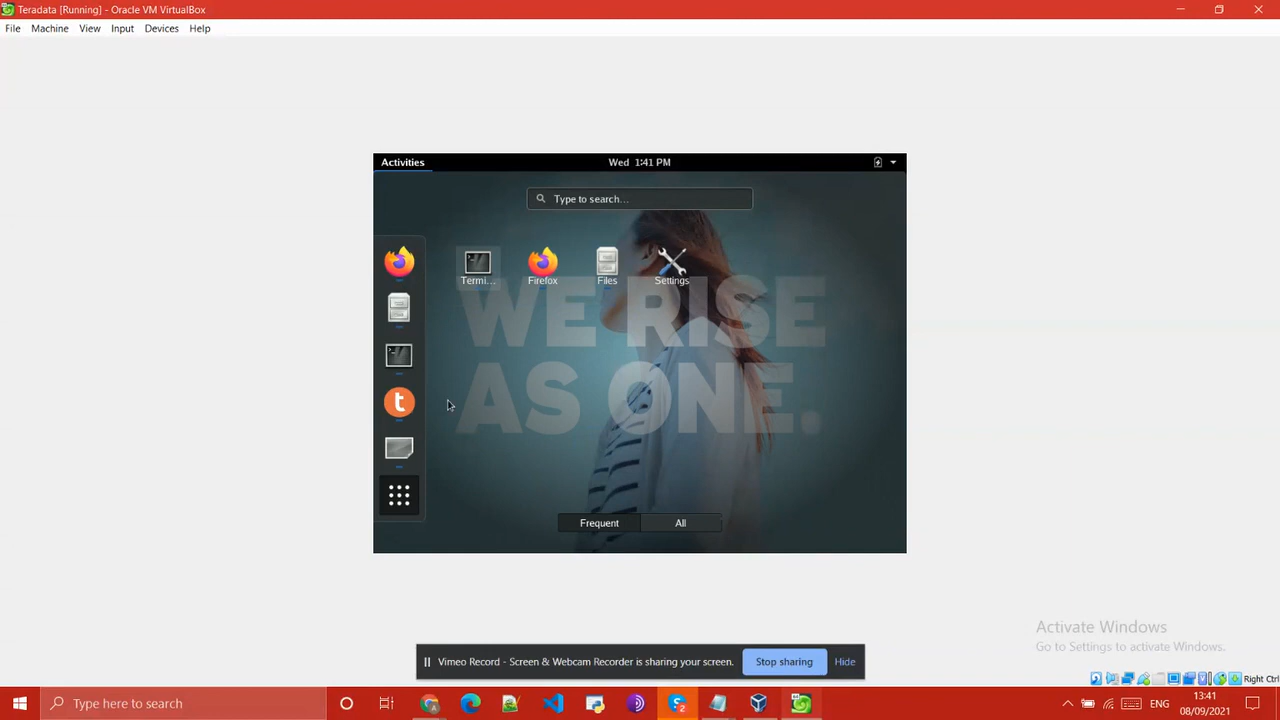 Teradata [Running] - Oracle VM VirtualBox
File Machine View Input Devices Help
Activities
Wed 1:41 PM
Type to search...
Termi...
Firefox
Files
Settings
WE RISE
AS ONE.
t
Frequent
All
Activate Windows
Go to Settings to activate Windows.
Vimeo Record - Screen & Webcam Recorder is sharing your screen.
Stop sharing
Hide
Right Ctrl
Type here to search
ENG
13:41
08/09/2021